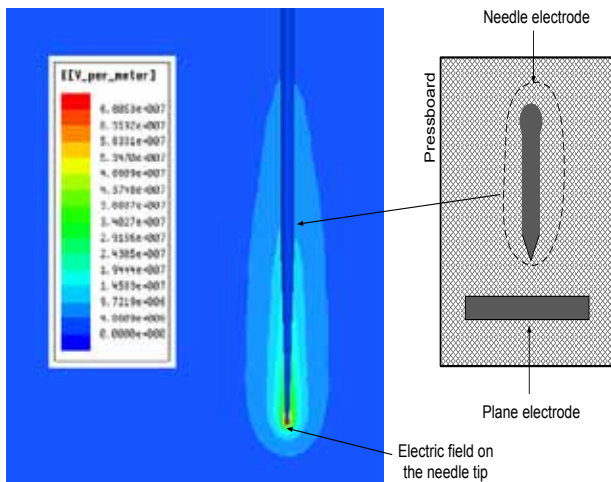 Needle electrode
E[V_per_meter]
6.8053e+007
6.3192e+007
5.8331e+007
5.3470e+007
4.8609e+007
4.3748e+007
3.8887e+007
3.4027e+007
2.9166e+007
2.4305e+007
1.9444e+007
1.4583e+007
9.7219e+006
4.8609e+006
0.0000e+000
Pressboard
Plane electrode
Electric field on
the needle tip